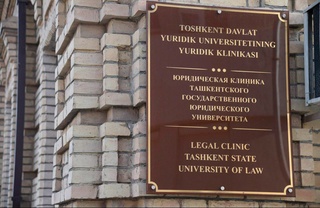 TOSHKENT DAVLAT
YURIDIK UNIVERSITETINING
YURIDIK KLINIKASI
ЮРИДИЧЕСКАЯ КЛИНИКА
ТАШКЕНТСКОГО
ГОСУДАРСТВЕННОГО
ЮРИДИЧЕСКОГО
УНИВЕРСИТЕТА
LEGAL CLINIC
TASHKENT STATE
UNIVERSITY OF LAW